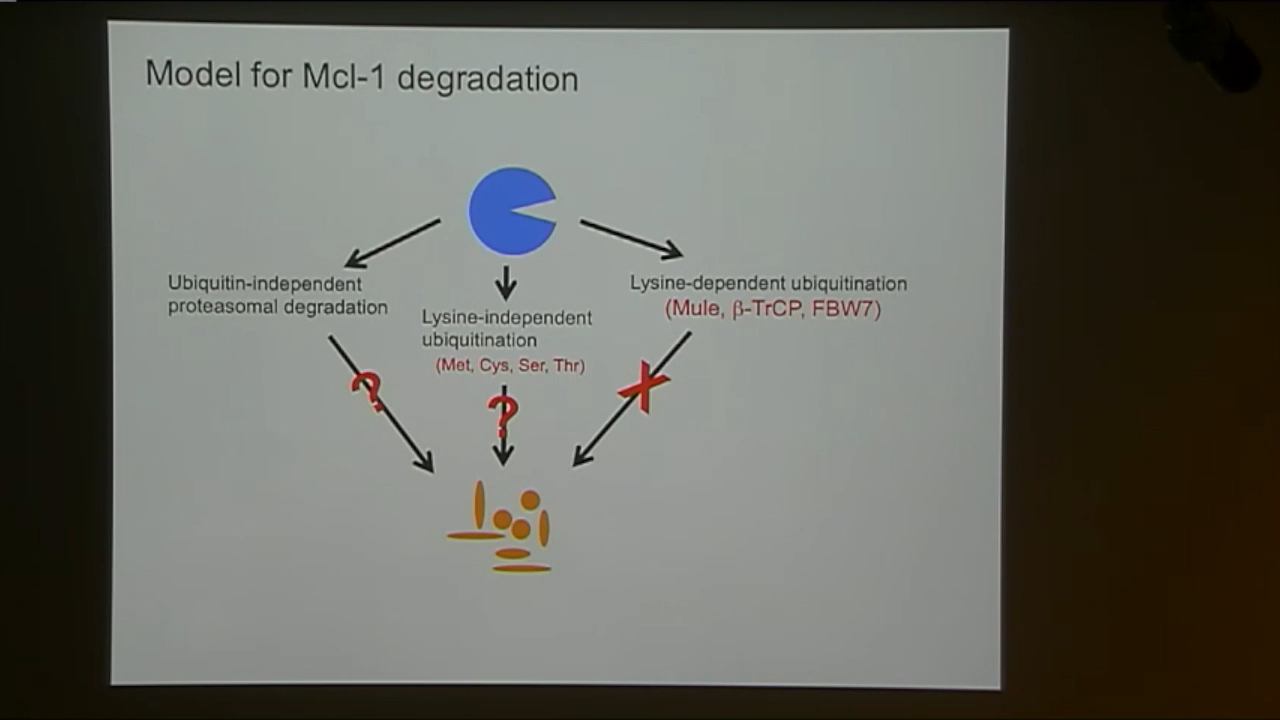 Model for Mcl-1 degradation
Ubiquitin-independent
proteasomal degradation
Lysine-independent
ubiquitination
(Met, Cys, Ser, Thr)
Lysine-dependent ubiquitination
(Mule, β-TrCP, FBW7)
?
?
X